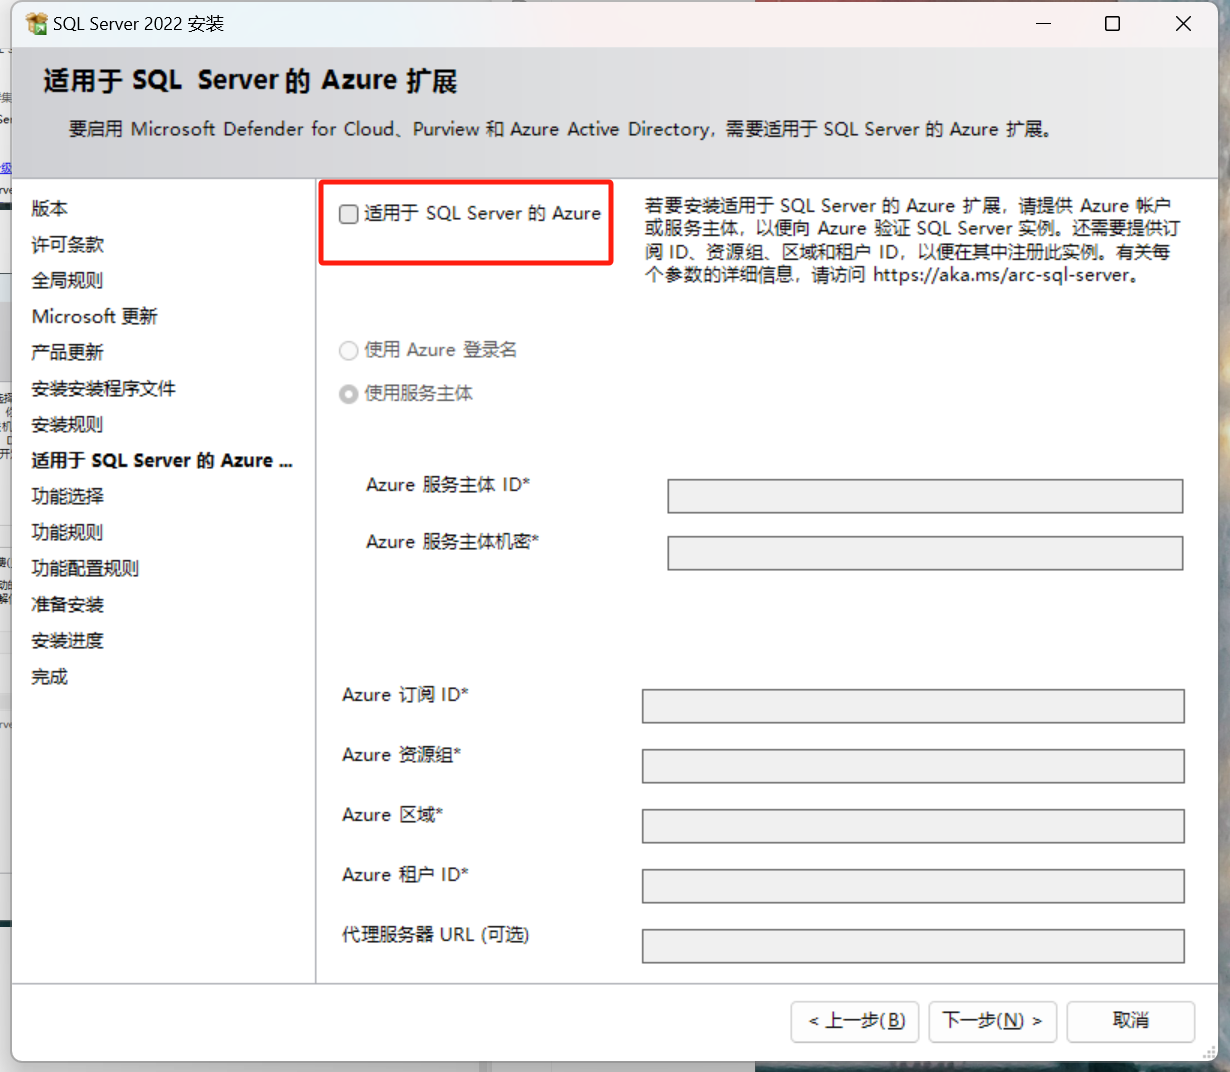 SQL Server 2022 安装
适用于 SQL Server的 Azure 扩展
要启用 Microsoft Defender for Cloud、Purview 和 Azure Active Directory，需要适用于 SQL Server 的 Azure 扩展。
版本
许可条款
全局规则
Microsoft 更新
产品更新
安装安装程序文件
安装规则
适用于 SQL Server 的 Azure ...
功能选择
功能规则
功能配置规则
准备安装
安装进度
完成
适用于 SQL Server 的 Azure
若要安装适用于 SQL Server 的 Azure 扩展，请提供 Azure 帐户
或服务主体，以便向 Azure 验证 SQL Server 实例。还需要提供订
阅 ID、资源组、区域和租户 ID，以便在其中注册此实例。有关每
个参数的详细信息，请访问 https://aka.ms/arc-sql-server。
使用 Azure 登录名
使用服务主体
Azure 服务主体 ID*
Azure 服务主体机密*
Azure 订阅 ID*
Azure 资源组*
Azure 区域*
Azure 租户 ID*
代理服务器 URL (可选)
< 上一步(B)
下一步(N) >
取消